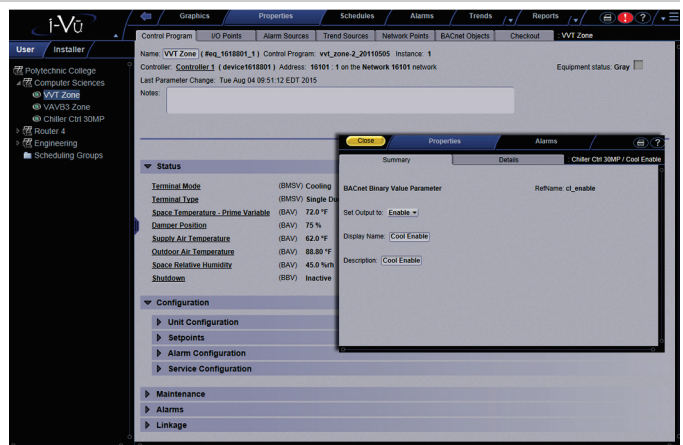 i-Vu
Graphics Properties Schedules Alarms Trends Reports
User Installer
Control Program I/O Points Alarm Sources Trend Sources Network Points BACnet Objects Checkout : VVT Zone
Polytechnic College
Computer Sciences
VVT Zone
VAVB3 Zone
Chiller Ctrl 30MP
Router 4
Engineering
Scheduling Groups
Name: VVT Zone ( #eq_1618801_1 ) Control Program: vvt_zone-2_20110505 Instance: 1
Controller: Controller 1 ( device1618801 ) Address: 16101 : 1 on the Network 16101 network Equipment status: Gray
Last Parameter Change: Tue Aug 04 09:51:12 EDT 2015
Notes:
Status
Terminal Mode (BMSV) Cooling
Terminal Type (BMSV) Single Du
Space Temperature - Prime Variable (BAV) 72.0 °F
Damper Position (BAV) 75 %
Supply Air Temperature (BAV) 62.0 °F
Outdoor Air Temperature (BAV) 88.80 °F
Space Relative Humidity (BAV) 45.0 %rh
Shutdown (BBV) Inactive
Configuration
Unit Configuration
Setpoints
Alarm Configuration
Service Configuration
Maintenance
Alarms
Linkage
Close Properties Alarms
Summary Details : Chiller Ctrl 30MP / Cool Enable
BACnet Binary Value Parameter RefName: cl_enable
Set Output to: Enable
Display Name: Cool Enable
Description: Cool Enable